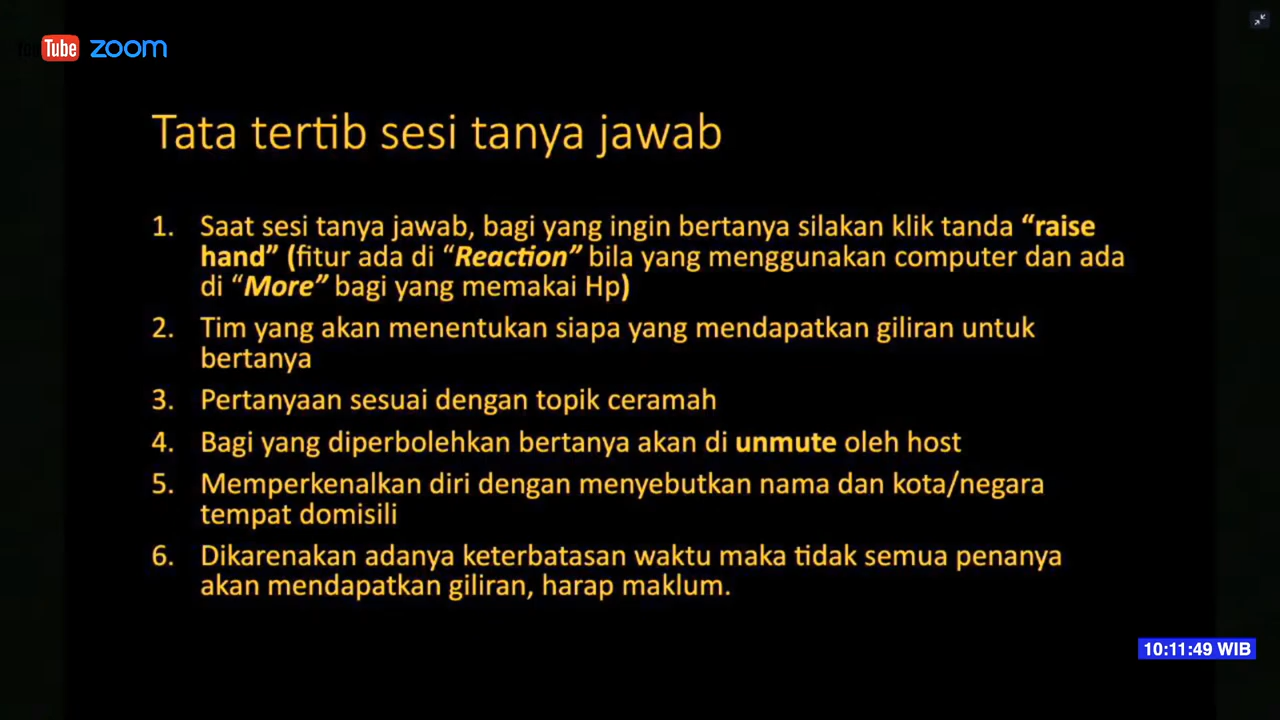 Tube zoom
Tata tertib sesi tanya jawab
1. Saat sesi tanya jawab, bagi yang ingin bertanya silakan klik tanda “raise
hand” (fitur ada di “Reaction” bila yang menggunakan computer dan ada
di “More” bagi yang memakai Hp)
2. Tim yang akan menentukan siapa yang mendapatkan giliran untuk
bertanya
3. Pertanyaan sesuai dengan topik ceramah
4. Bagi yang diperbolehkan bertanya akan di unmute oleh host
5. Memperkenalkan diri dengan menyebutkan nama dan kota/negara
tempat domisili
6. Dikarenakan adanya keterbatasan waktu maka tidak semua penanya
akan mendapatkan giliran, harap maklum.
10:11:49 WIB